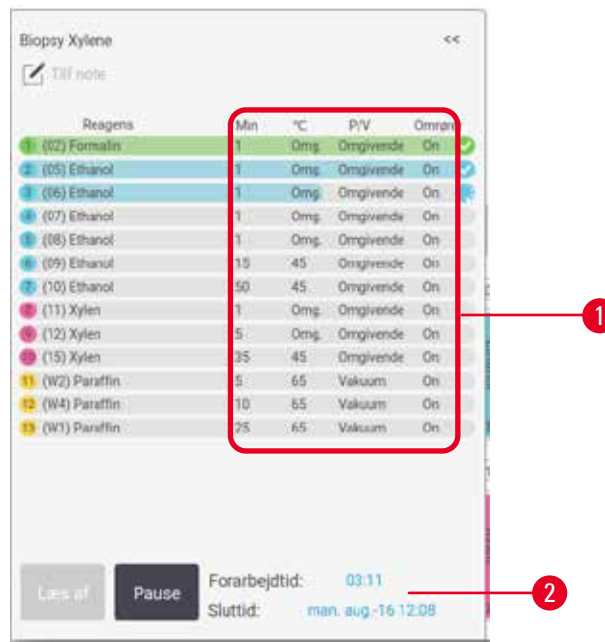 Biopsy Xylene <<
Tilf note
Reagens Min °C P/V Omrører
1 (02) Formalin 1 Omg. Omgivende On
2 (05) Ethanol 1 Omg. Omgivende On
3 (06) Ethanol 1 Omg. Omgivende On
4 (07) Ethanol 1 Omg. Omgivende On
5 (08) Ethanol 1 Omg. Omgivende On
6 (09) Ethanol 15 45 Omgivende On
7 (10) Ethanol 50 45 Omgivende On
8 (11) Xylen 1 Omg. Omgivende On
9 (12) Xylen 5 Omg. Omgivende On
10 (15) Xylen 35 45 Omgivende On
11 (W2) Paraffin 5 65 Vakuum On
12 (W4) Paraffin 10 65 Vakuum On
13 (W1) Paraffin 25 65 Vakuum On
1
Læs af Pause Forarbejdtid: 03:11
Sluttid: man. aug.-16 12:08
2